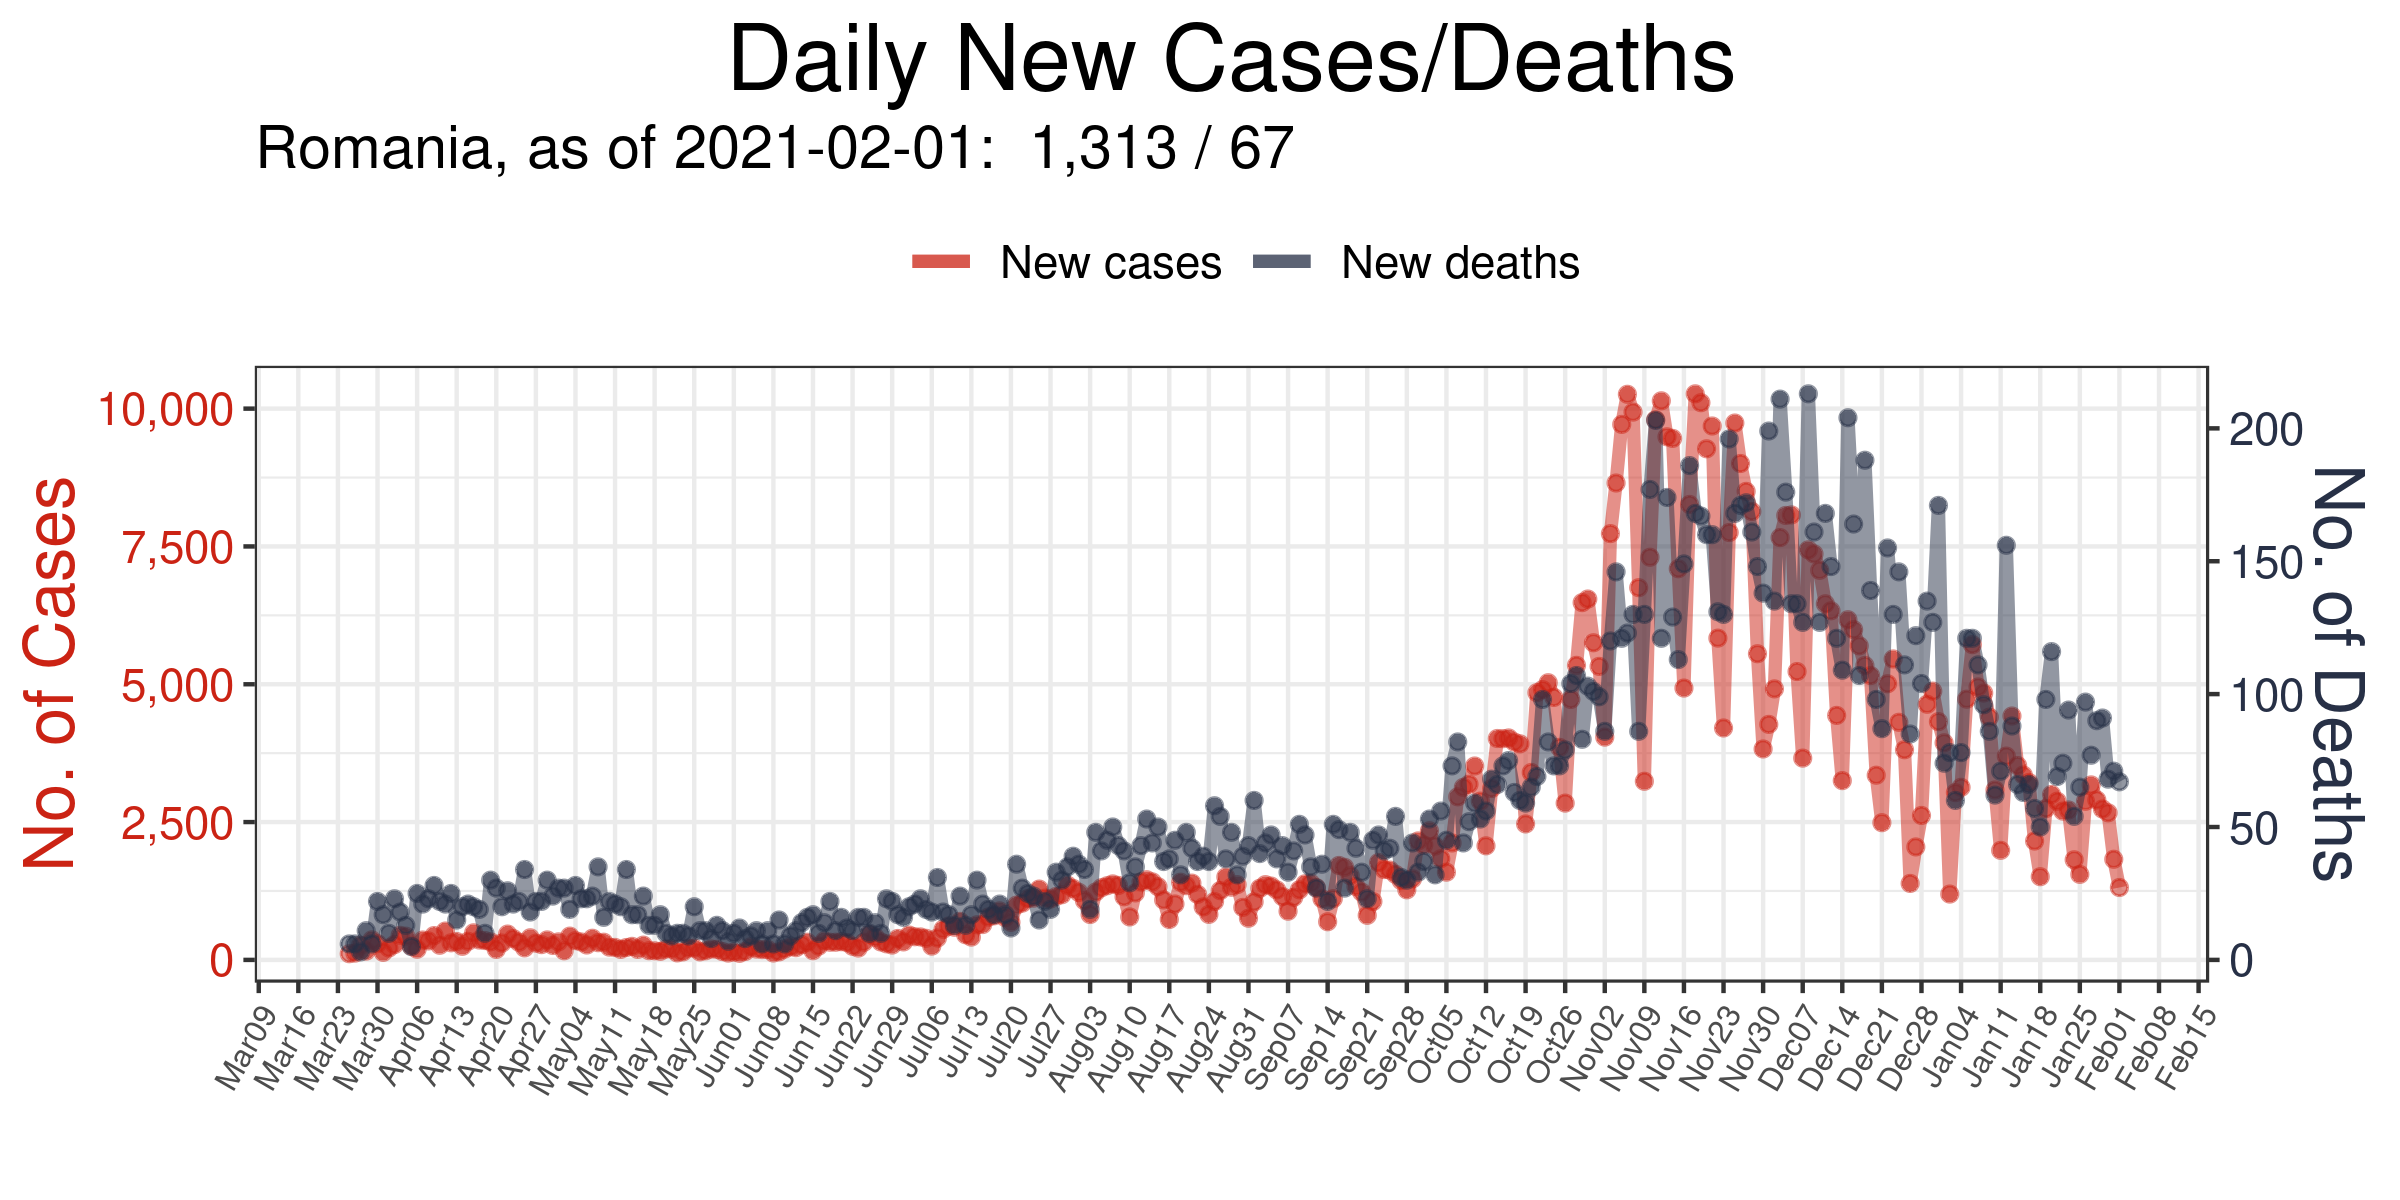 Daily New Cases/Deaths
Romania, as of 2021-02-01:  1,313 / 67
New cases
New deaths
No. of Cases
10,000
7,500
5,000
2,500
0
200
150
100
50
0
No. of Deaths
Mar09
Mar16
Mar23
Mar30
Apr06
Apr13
Apr20
Apr27
May04
May11
May18
May25
Jun01
Jun08
Jun15
Jun22
Jun29
Jul06
Jul13
Jul20
Jul27
Aug03
Aug10
Aug17
Aug24
Aug31
Sep07
Sep14
Sep21
Sep28
Oct05
Oct12
Oct19
Oct26
Nov02
Nov09
Nov16
Nov23
Nov30
Dec07
Dec14
Dec21
Dec28
Jan04
Jan11
Jan18
Jan25
Feb01
Feb08
Feb15